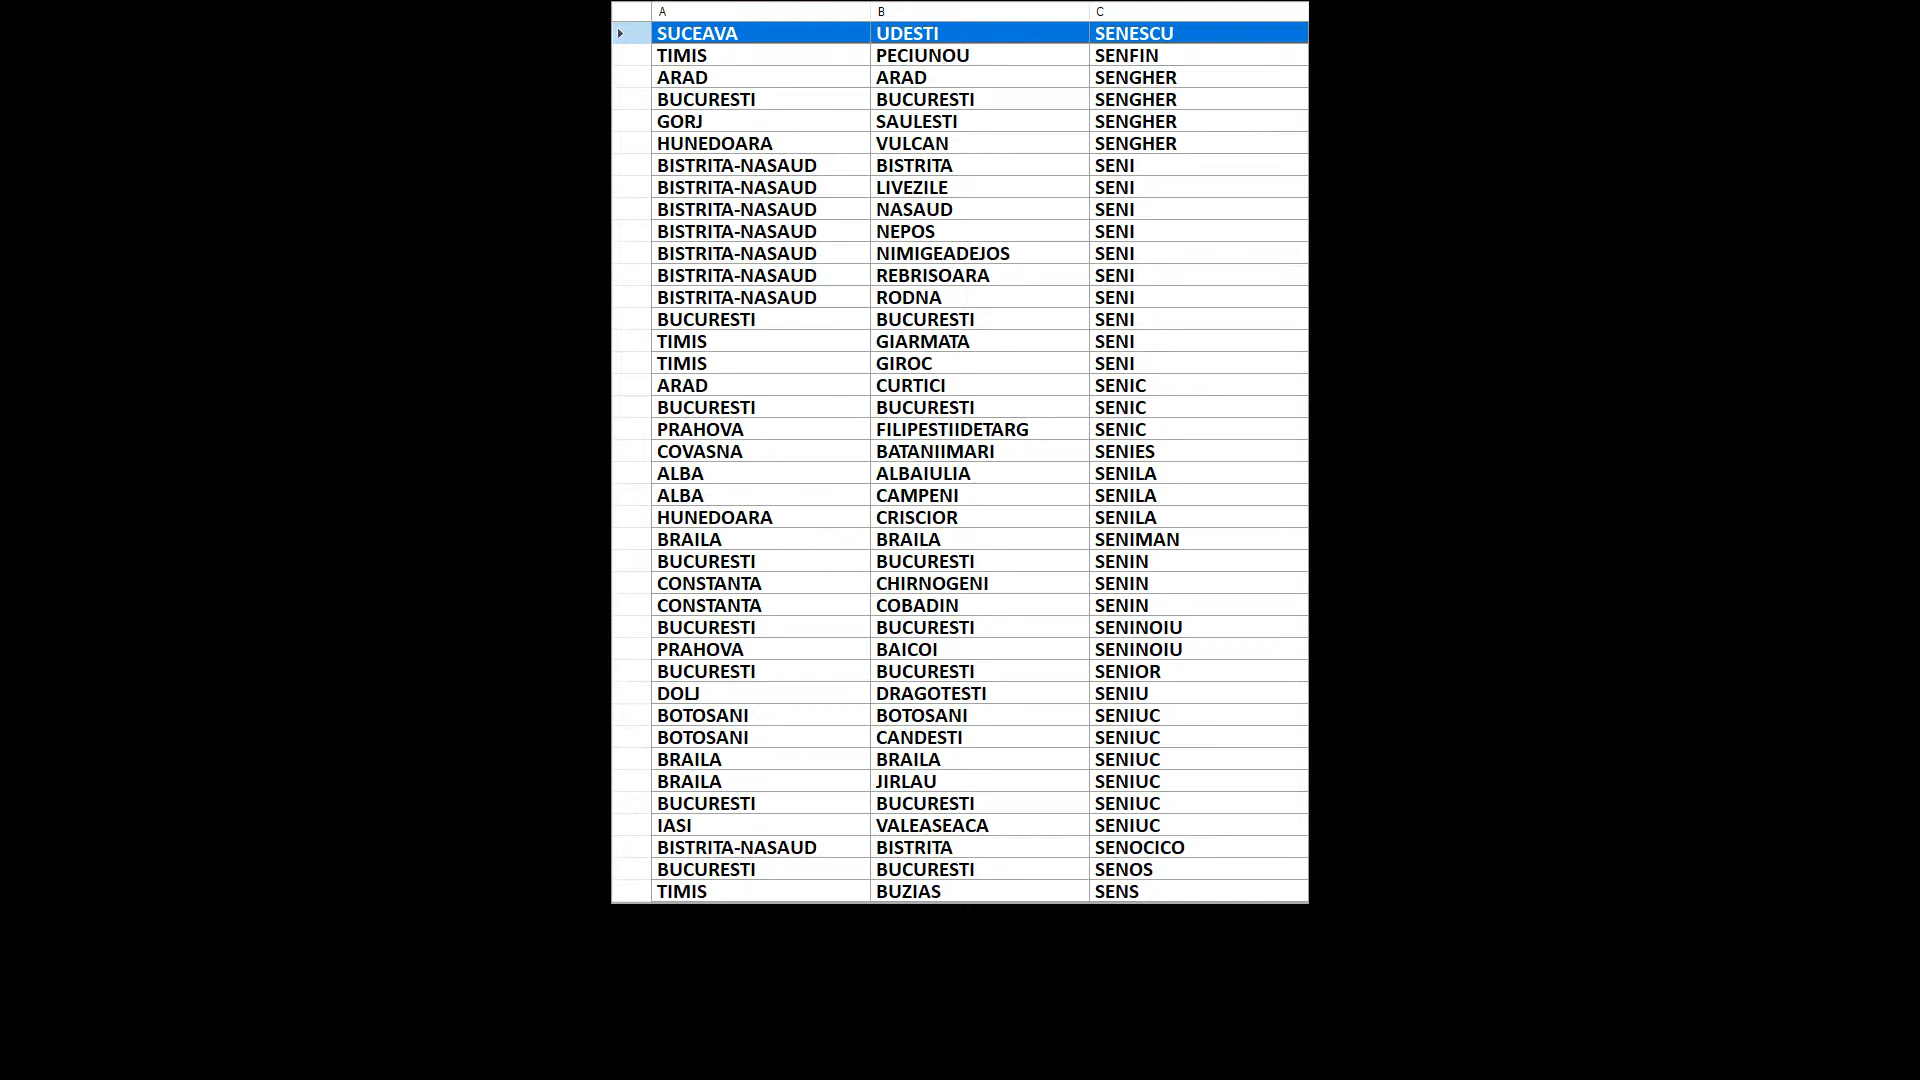 A B C
SUCEAVA UDESTI SENESCU
TIMIS PECIUNOU SENFIN
ARAD ARAD SENGHER
BUCURESTI BUCURESTI SENGHER
GORJ SAULESTI SENGHER
HUNEDOARA VULCAN SENGHER
BISTRITA-NASAUD BISTRITA SENI
BISTRITA-NASAUD LIVEZILE SENI
BISTRITA-NASAUD NASAUD SENI
BISTRITA-NASAUD NEPOS SENI
BISTRITA-NASAUD NIMIGEADEJOS SENI
BISTRITA-NASAUD REBRISOARA SENI
BISTRITA-NASAUD RODNA SENI
BUCURESTI BUCURESTI SENI
TIMIS GIARMATA SENI
TIMIS GIROC SENI
ARAD CURTICI SENIC
BUCURESTI BUCURESTI SENIC
PRAHOVA FILIPESTIIDETARG SENIC
COVASNA BATANIIMARI SENIES
ALBA ALBAIULIA SENILA
ALBA CAMPENI SENILA
HUNEDOARA CRISCIOR SENILA
BRAILA BRAILA SENIMAN
BUCURESTI BUCURESTI SENIN
CONSTANTA CHIRNOGENI SENIN
CONSTANTA COBADIN SENIN
BUCURESTI BUCURESTI SENINOIU
PRAHOVA BAICOI SENINOIU
BUCURESTI BUCURESTI SENIOR
DOLJ DRAGOTESTI SENIU
BOTOSANI BOTOSANI SENIUC
BOTOSANI CANDESTI SENIUC
BRAILA BRAILA SENIUC
BRAILA JIRLAU SENIUC
BUCURESTI BUCURESTI SENIUC
IASI VALEASEACA SENIUC
BISTRITA-NASAUD BISTRITA SENOCICO
BUCURESTI BUCURESTI SENOS
TIMIS BUZIAS SENS